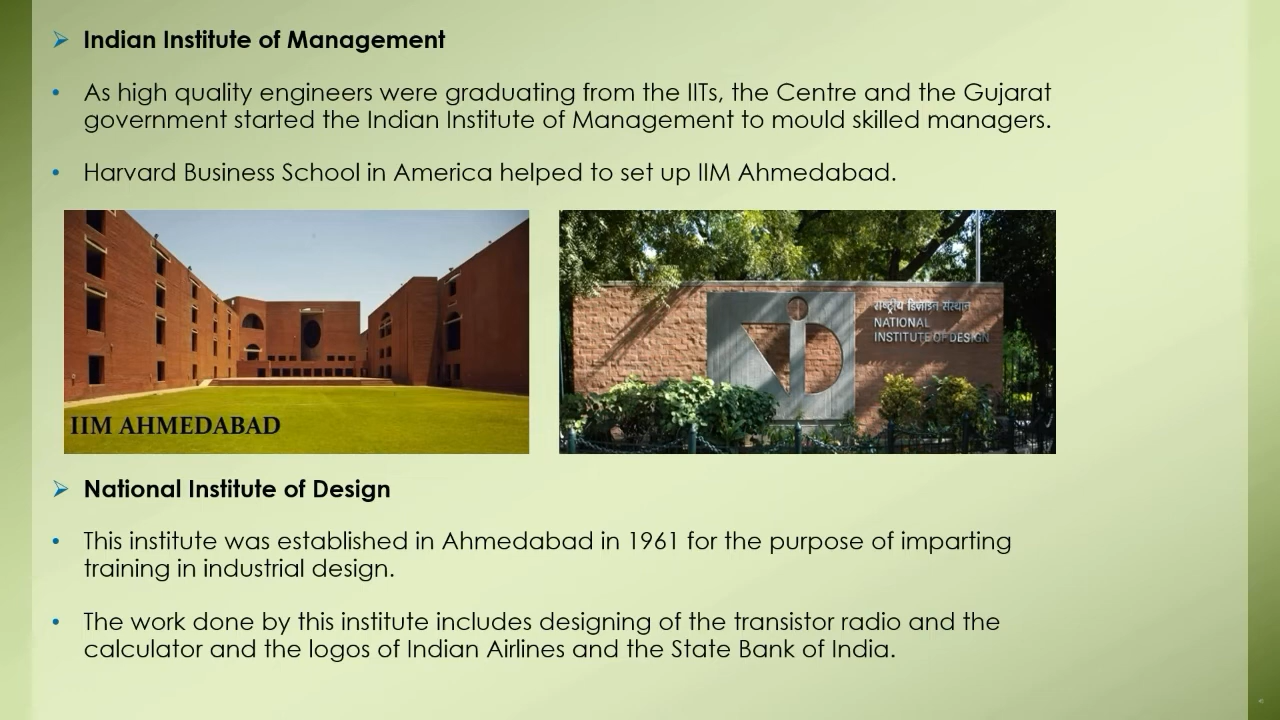 Indian Institute of Management
As high quality engineers were graduating from the IITs, the Centre and the Gujarat
government started the Indian Institute of Management to mould skilled managers.
Harvard Business School in America helped to set up IIM Ahmedabad.
IIM AHMEDABAD
राष्ट्रीय डिज़ाइन संस्थान
NATIONAL
INSTITUTE OF DESIGN
National Institute of Design
This institute was established in Ahmedabad in 1961 for the purpose of imparting
training in industrial design.
The work done by this institute includes designing of the transistor radio and the
calculator and the logos of Indian Airlines and the State Bank of India.